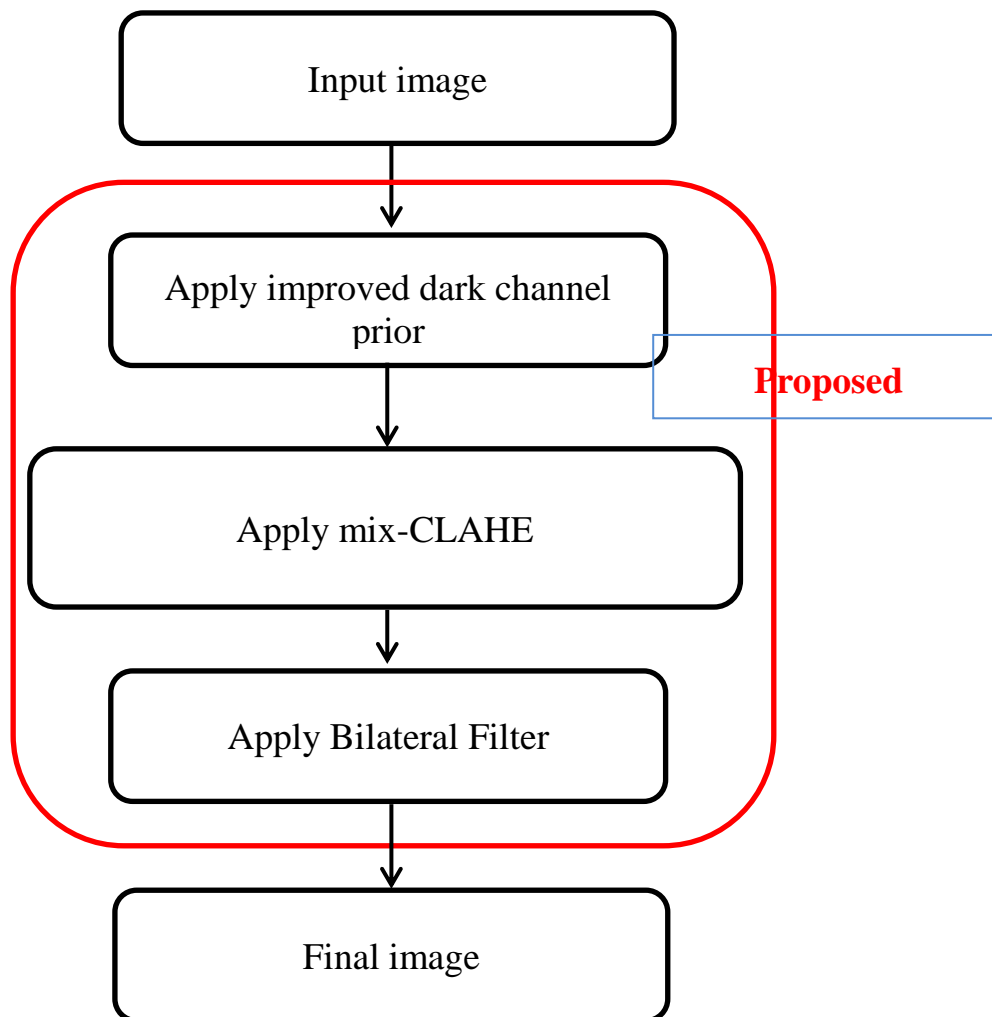 Input image
Apply improved dark channel
prior
Proposed
Apply mix-CLAHE
Apply Bilateral Filter
Final image